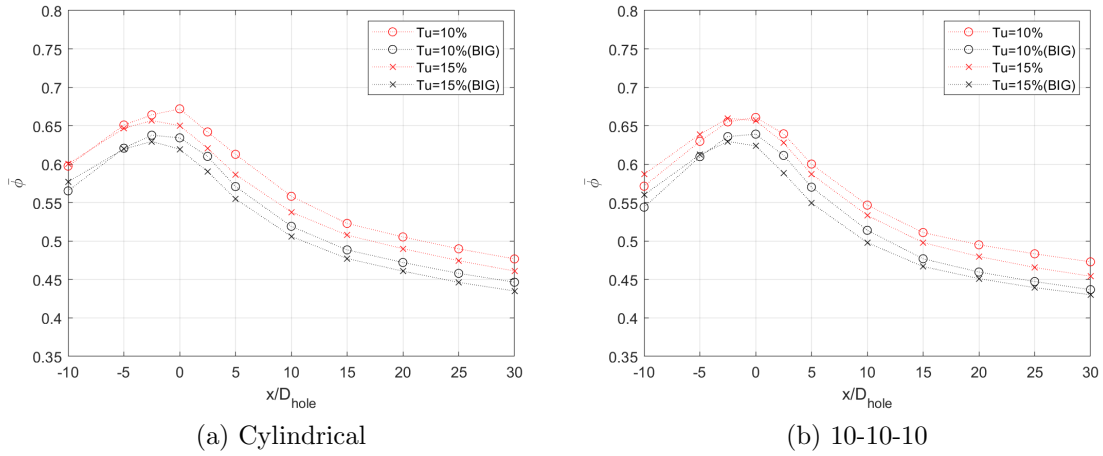 0.8
0.75
0.7
0.65
0.6
0.55
0.5
0.45
0.4
0.35
ϕ̄
-10 -5 0 5 10 15 20 25 30
x/D_hole
Tu=10%
Tu=10%(BIG)
Tu=15%
Tu=15%(BIG)
(a) Cylindrical
0.8
0.75
0.7
0.65
0.6
0.55
0.5
0.45
0.4
0.35
ϕ̄
-10 -5 0 5 10 15 20 25 30
x/D_hole
Tu=10%
Tu=10%(BIG)
Tu=15%
Tu=15%(BIG)
(b) 10-10-10